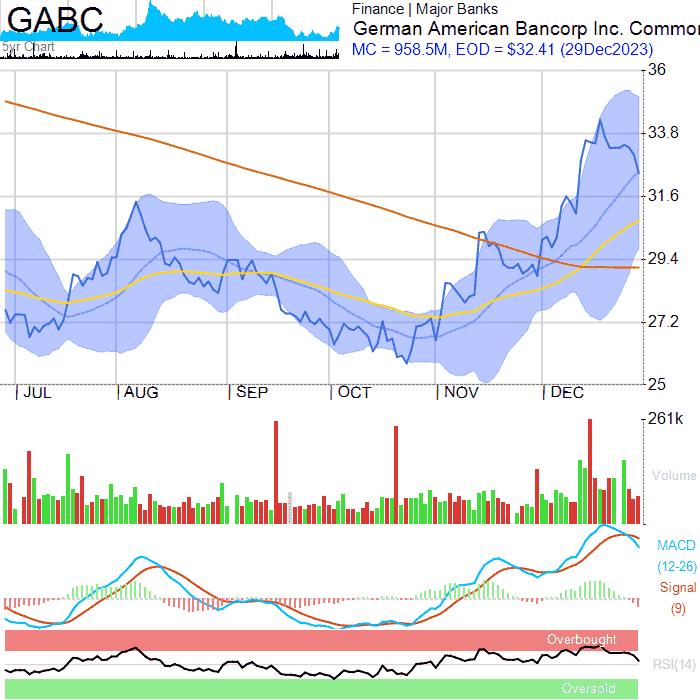 GABC
5yr Chart
Finance | Major Banks
German American Bancorp Inc. Common
MC = 958.5M, EOD = $32.41 (29Dec2023)
36
33.8
31.6
29.4
27.2
25
JUL AUG SEP OCT NOV DEC
261k
Volume
MACD
(12-26)
Signal
(9)
Overbought
RSI(14)
Oversold